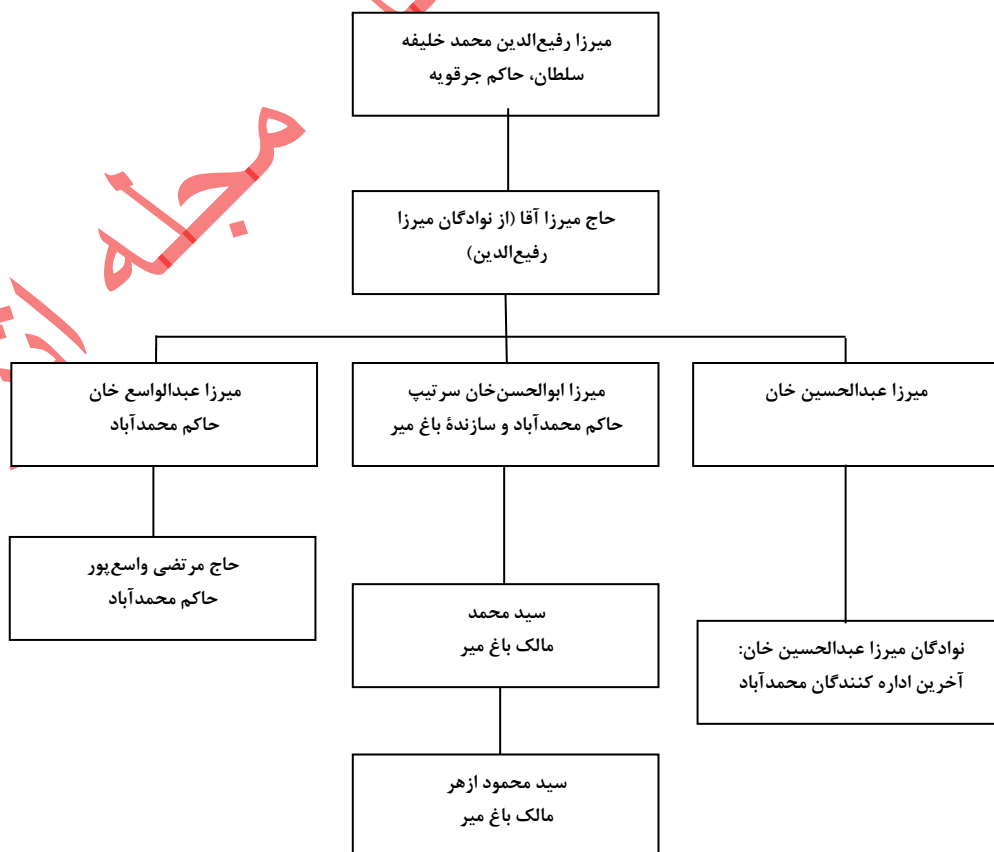 میرزا رفیع‌الدین محمد خلیفه
سلطان، حاکم جرقویه
حاج میرزا آقا (از نوادگان میرزا
رفیع‌الدین)
میرزا عبدالحسین خان
میرزا ابوالحسن‌خان سرتیپ
حاکم محمدآباد و سازندهٔ باغ میر
میرزا عبدالواسع خان
حاکم محمدآباد
حاج مرتضی واسع‌پور
حاکم محمدآباد
سید محمد
مالک باغ میر
نوادگان میرزا عبدالحسین خان:
آخرین اداره کنندگان محمدآباد
سید محمود ازهر
مالک باغ میر
مجله